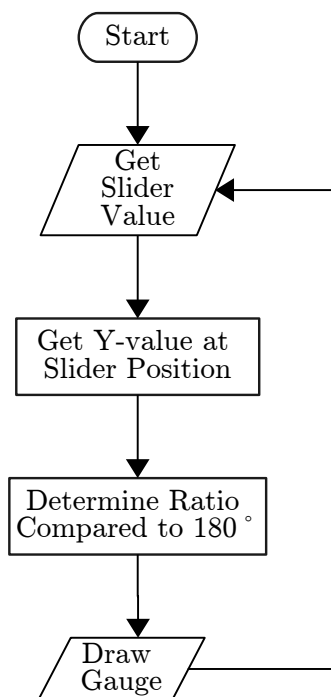 Start
Get
Slider
Value
Get Y-value at
Slider Position
Determine Ratio
Compared to 180°
Draw
Gauge